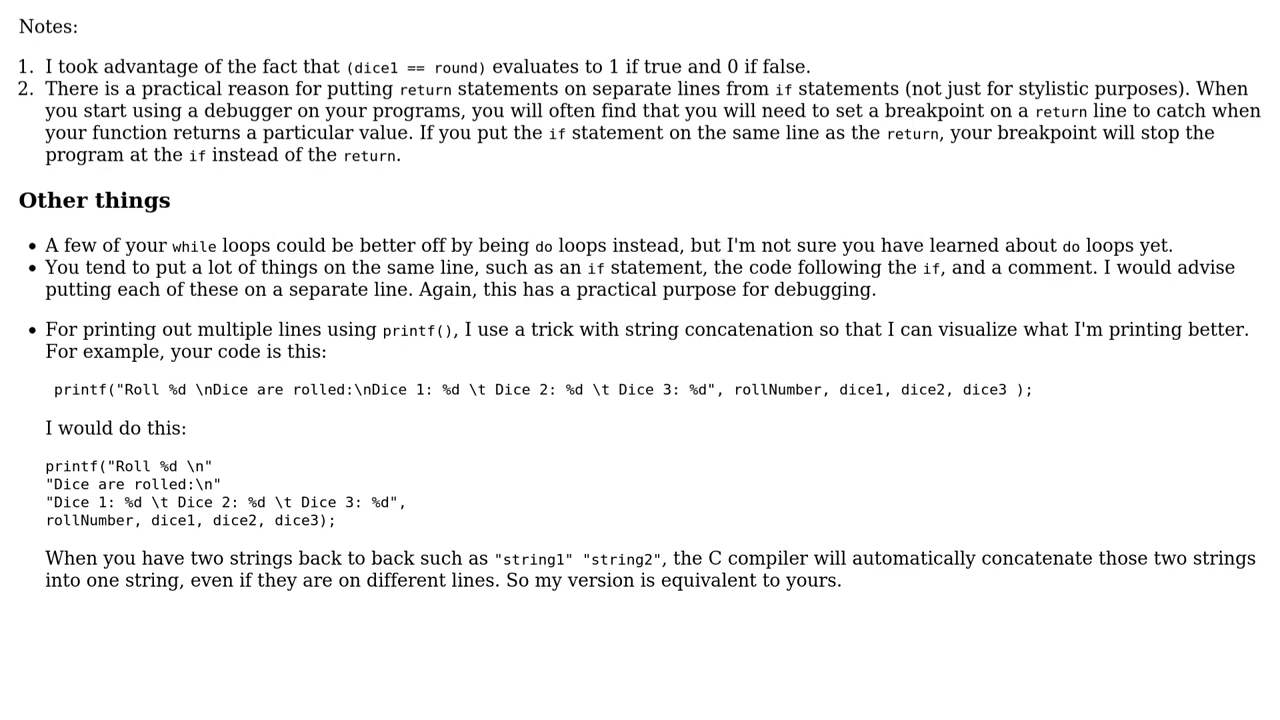 Notes:
1. I took advantage of the fact that (dice1 == round) evaluates to 1 if true and 0 if false.
2. There is a practical reason for putting return statements on separate lines from if statements (not just for stylistic purposes). When
you start using a debugger on your programs, you will often find that you will need to set a breakpoint on a return line to catch when
your function returns a particular value. If you put the if statement on the same line as the return, your breakpoint will stop the
program at the if instead of the return.
Other things
• A few of your while loops could be better off by being do loops instead, but I'm not sure you have learned about do loops yet.
• You tend to put a lot of things on the same line, such as an if statement, the code following the if, and a comment. I would advise
putting each of these on a separate line. Again, this has a practical purpose for debugging.
• For printing out multiple lines using printf(), I use a trick with string concatenation so that I can visualize what I'm printing better.
For example, your code is this:
printf("Roll %d \nDice are rolled:\nDice 1: %d \t Dice 2: %d \t Dice 3: %d", rollNumber, dice1, dice2, dice3 );
I would do this:
printf("Roll %d \n"
"Dice are rolled:\n"
"Dice 1: %d \t Dice 2: %d \t Dice 3: %d",
rollNumber, dice1, dice2, dice3);
When you have two strings back to back such as "string1" "string2", the C compiler will automatically concatenate those two strings
into one string, even if they are on different lines. So my version is equivalent to yours.